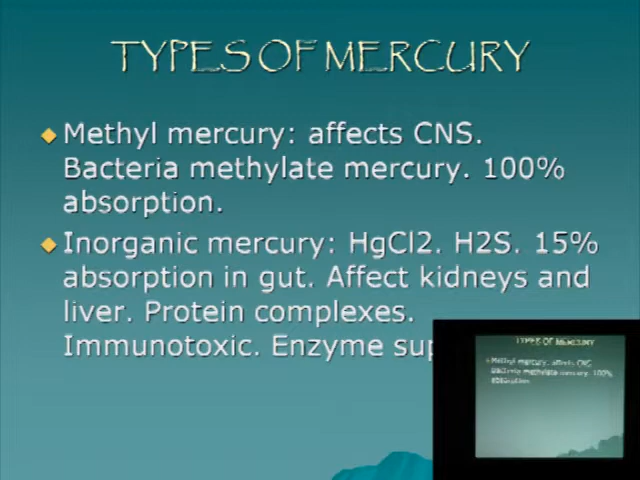 TYPES OF MERCURY
Methyl mercury: affects CNS.
Bacteria methylate mercury. 100%
absorption.
Inorganic mercury: HgCl2. H2S. 15%
absorption in gut. Affect kidneys and
liver. Protein complexes.
Immunotoxic. Enzyme
TYPES OF MERCURY
Methyl mercury: affects CNS.
Bacteria methylate mercury. 100%
absorption.